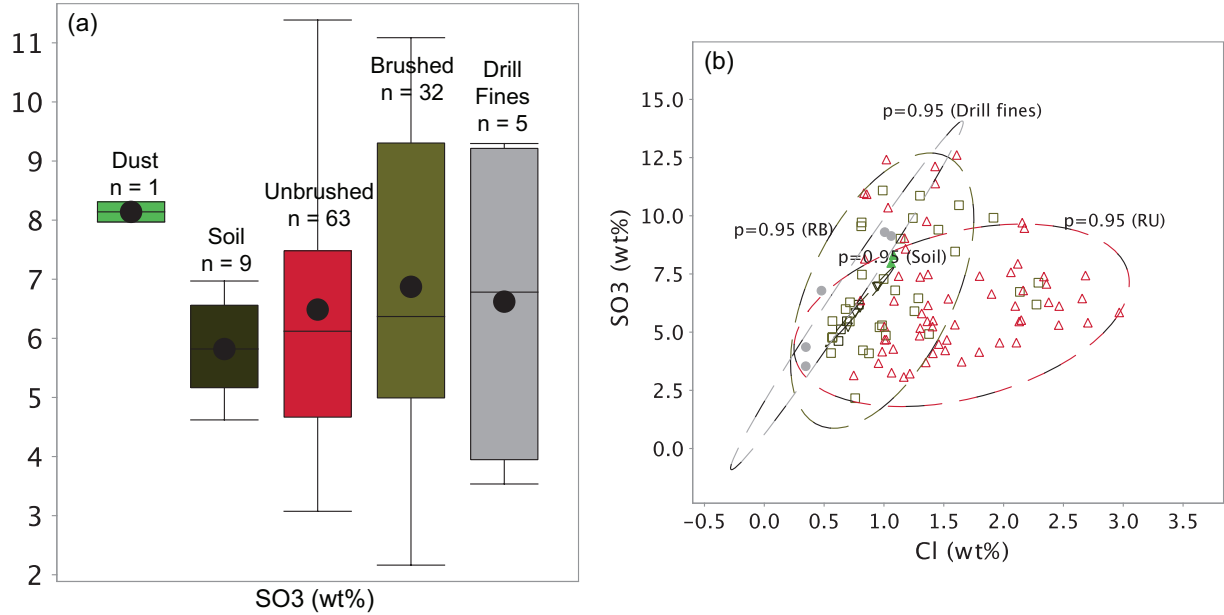 (a)
11
10
9
8
7
6
5
4
3
2
Dust
n = 1
Soil
n = 9
Unbrushed
n = 63
Brushed
n = 32
Drill
Fines
n = 5
SO3 (wt%)
(b)
SO3 (wt%)
15.0
12.5
10.0
7.5
5.0
2.5
0.0
p=0.95 (Drill fines)
p=0.95 (RB)
p=0.95 (RU)
p=0.95 (Soil)
−0.5 0.0 0.5 1.0 1.5 2.0 2.5 3.0 3.5
Cl (wt%)